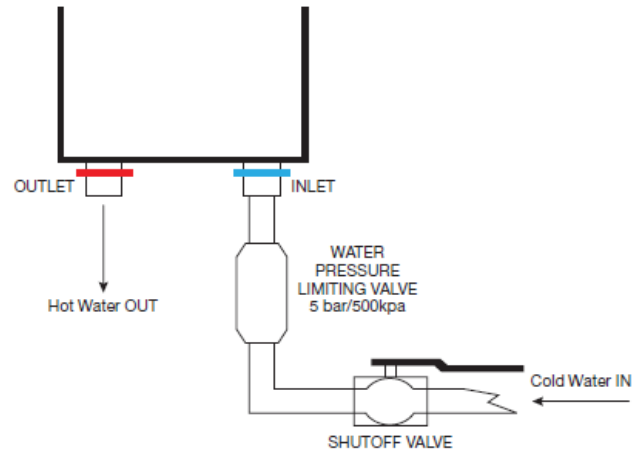 OUTLET
INLET
Hot Water OUT
WATER
PRESSURE
LIMITING VALVE
5 bar/500kpa
Cold Water IN
SHUTOFF VALVE